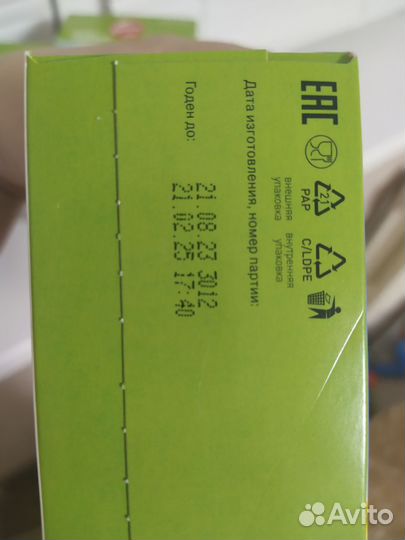 EAC
21
PAP
внешняя
упаковка
C/LDPE
внутренняя
упаковка
Дата изготовления, номер партии:
Годен до:
21.08.23 3012
21.02.25 17:40
Avito